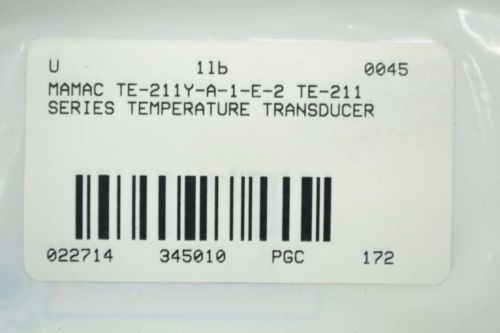 U 11b 0045
MAMAC TE-211Y-A-1-E-2 TE-211
SERIES TEMPERATURE TRANSDUCER
022714 345010 PGC 172